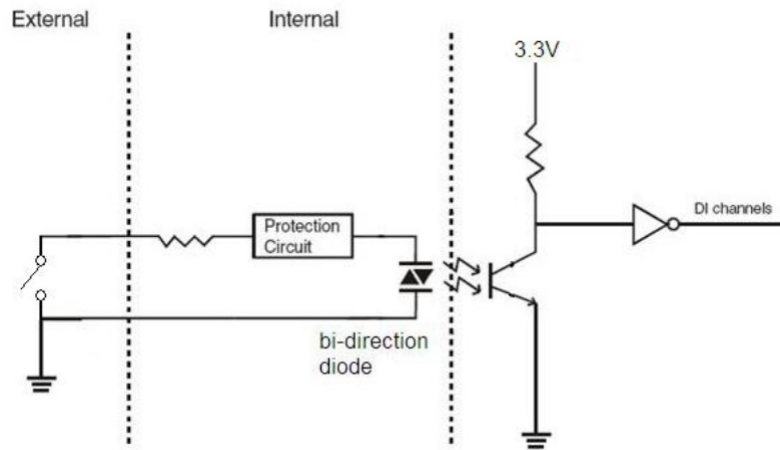 External
Internal
3.3V
DI channels
Protection
Circuit
bi-direction
diode